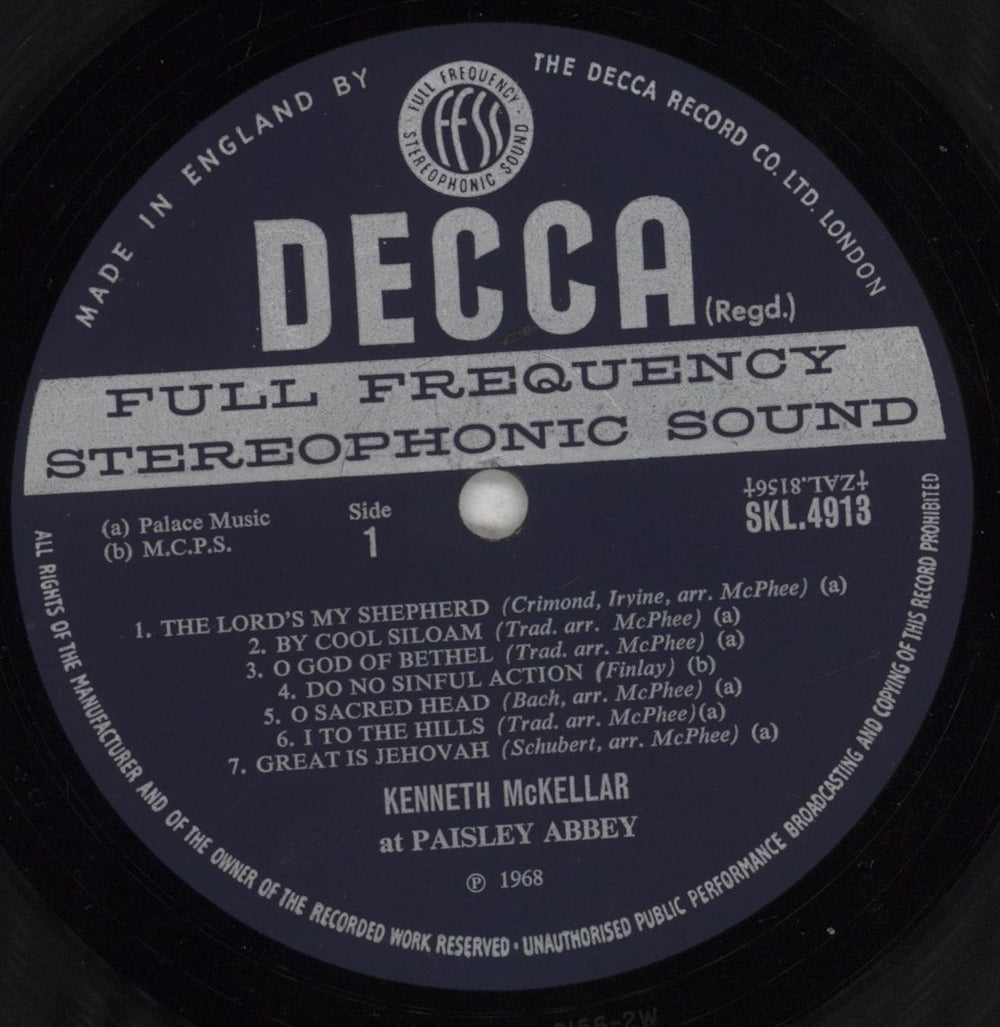 MADE IN ENGLAND BY
THE DECCA RECORD CO. LTD. LONDON
FULL FREQUENCY
FFSS
STEREOPHONIC SOUND
DECCA
(Regd.)
FULL FREQUENCY
STEREOPHONIC SOUND
(a) Palace Music
(b) M.C.P.S.
Side
1
‡ZAL.8156‡
SKL.4913
1. THE LORD'S MY SHEPHERD (Crimond, Irvine, arr. McPhee) (a)
2. BY COOL SILOAM (Trad. arr. McPhee) (a)
3. O GOD OF BETHEL (Trad. arr. McPhee) (a)
4. DO NO SINFUL ACTION (Finlay) (b)
5. O SACRED HEAD (Bach, arr. McPhee) (a)
6. I TO THE HILLS (Trad. arr. McPhee)(a)
7. GREAT IS JEHOVAH (Schubert, arr. McPhee) (a)
KENNETH McKELLAR
at PAISLEY ABBEY
℗ 1968
ALL RIGHTS OF THE MANUFACTURER AND OF THE OWNER OF THE RECORDED WORK RESERVED · UNAUTHORISED PUBLIC PERFORMANCE BROADCASTING AND COPYING OF THIS RECORD PROHIBITED